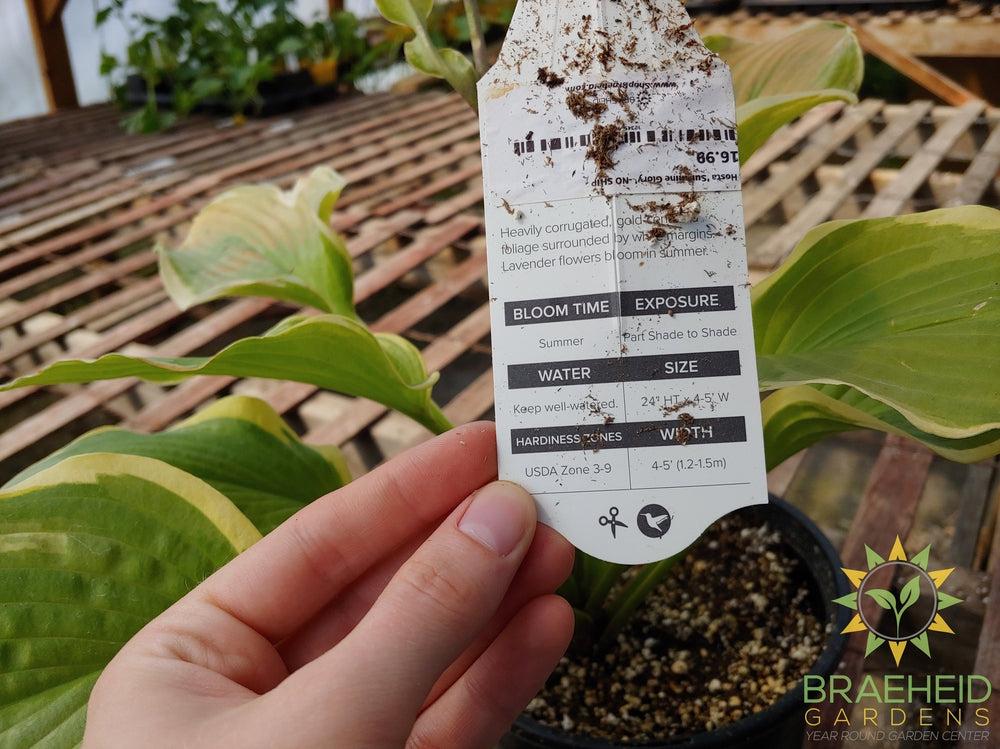 www.ShopBraeheid.com
16.99
Hosta 'Sunshine Glory' - NO SHIP
Heavily corrugated, gold
foliage surrounded by margins.
Lavender flowers bloom in Summer.
BLOOM TIME EXPOSURE
Summer Part Shade to Shade
WATER SIZE
Keep well-watered. 24" HT x 4-5' W
HARDINESS ZONES WIDTH
USDA Zone 3-9 4-5' (1.2-1.5m)
BRAEHEID
GARDENS
YEAR ROUND GARDEN CENTER